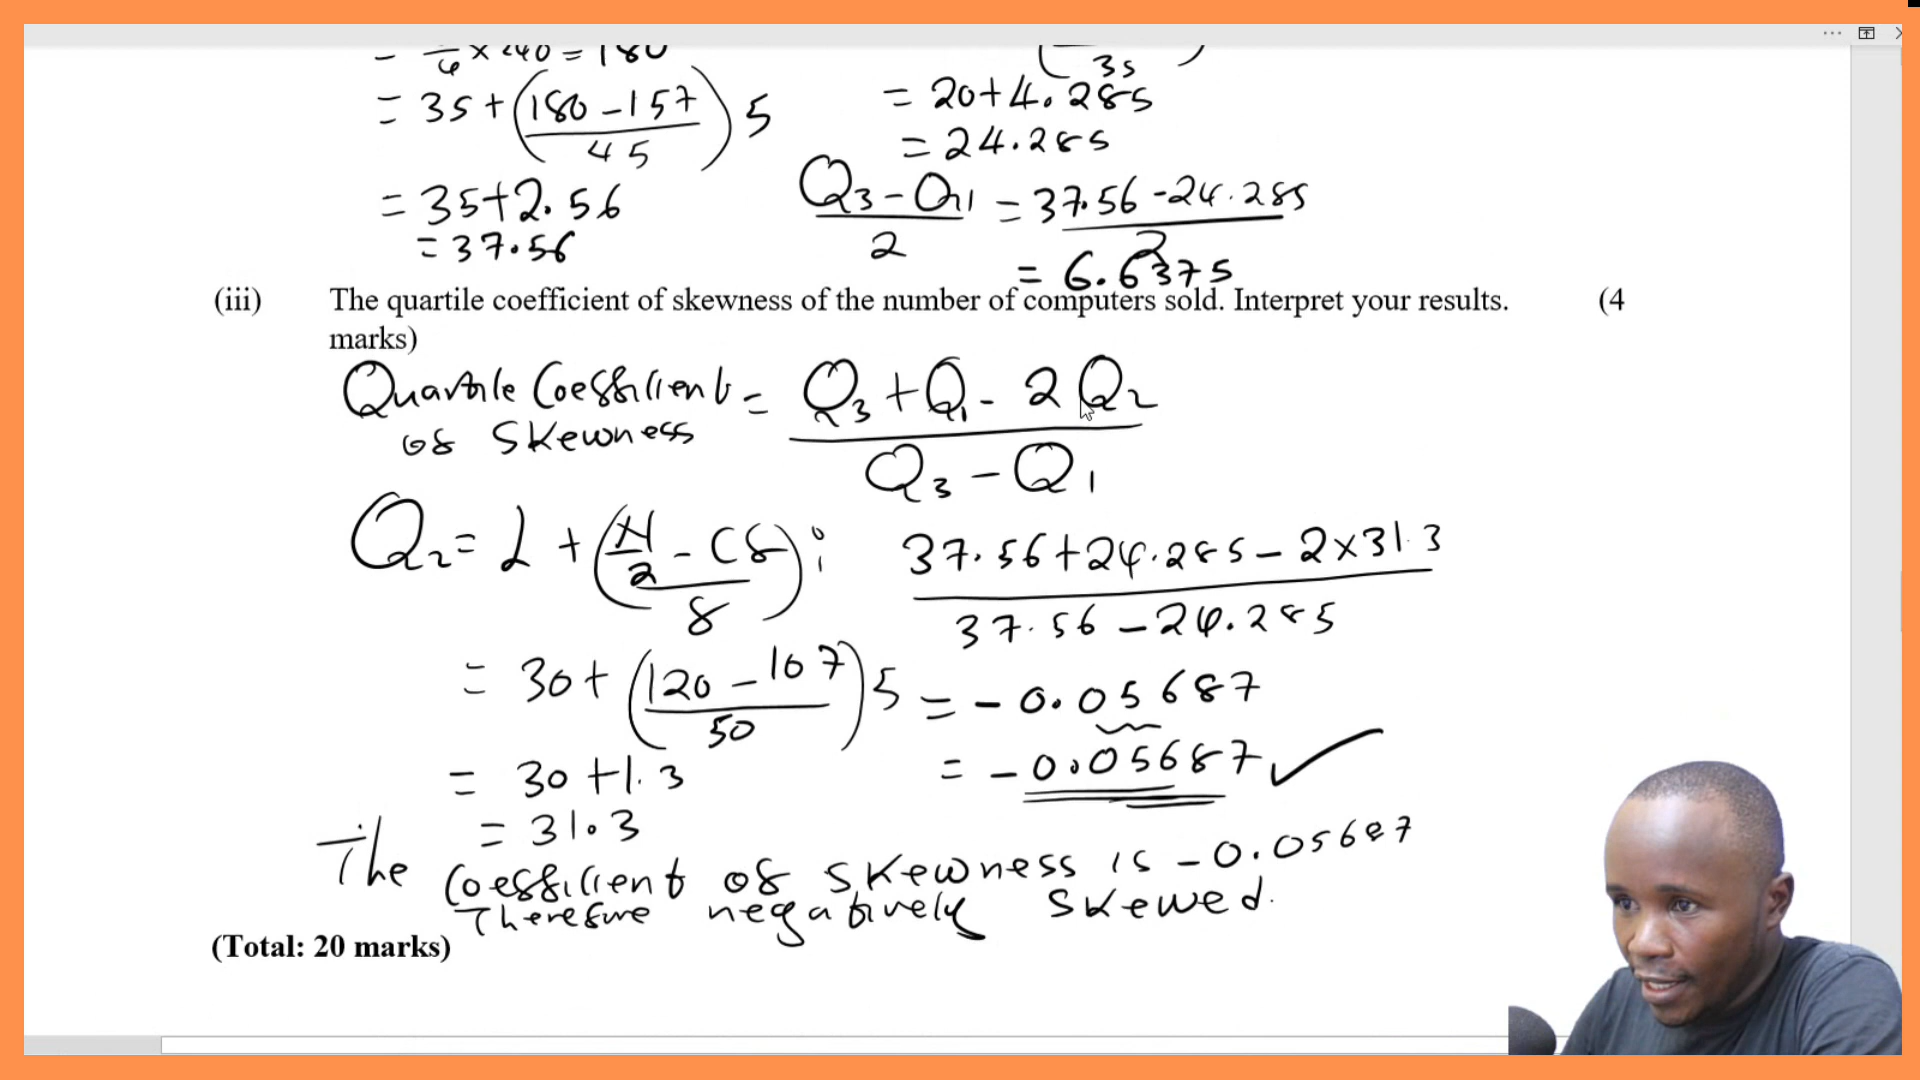 = —/6 × 240 = 180
= 35 + (180 - 157 / 45) 5
= 35 + 2.56
= 37.56
35
= 20 + 4.285
= 24.285
Q3 - Q1 / 2 = 37.56 - 24.285 / 2
= 6.6375
(iii) The quartile coefficient of skewness of the number of computers sold. Interpret your results. (4
marks)
Quartile Coefficient of Skewness = Q3 + Q1 - 2Q2 / Q3 - Q1
Q2 = L + (N/2 - Cf / f) i
= 30 + (120 - 107 / 50) 5
= 30 + 1.3
= 31.3
37.56 + 24.285 - 2 × 31.3 / 37.56 - 24.285
= -0.05687
= -0.05687 ✓
The Coefficient of Skewness is -0.05687
Therefore negatively Skewed.
(Total: 20 marks)